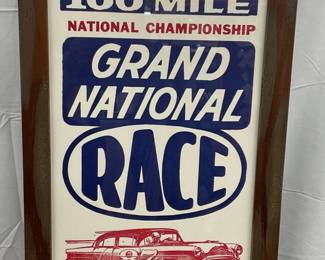 100 MILE
NATIONAL CHAMPIONSHIP
GRAND
NATIONAL
RACE